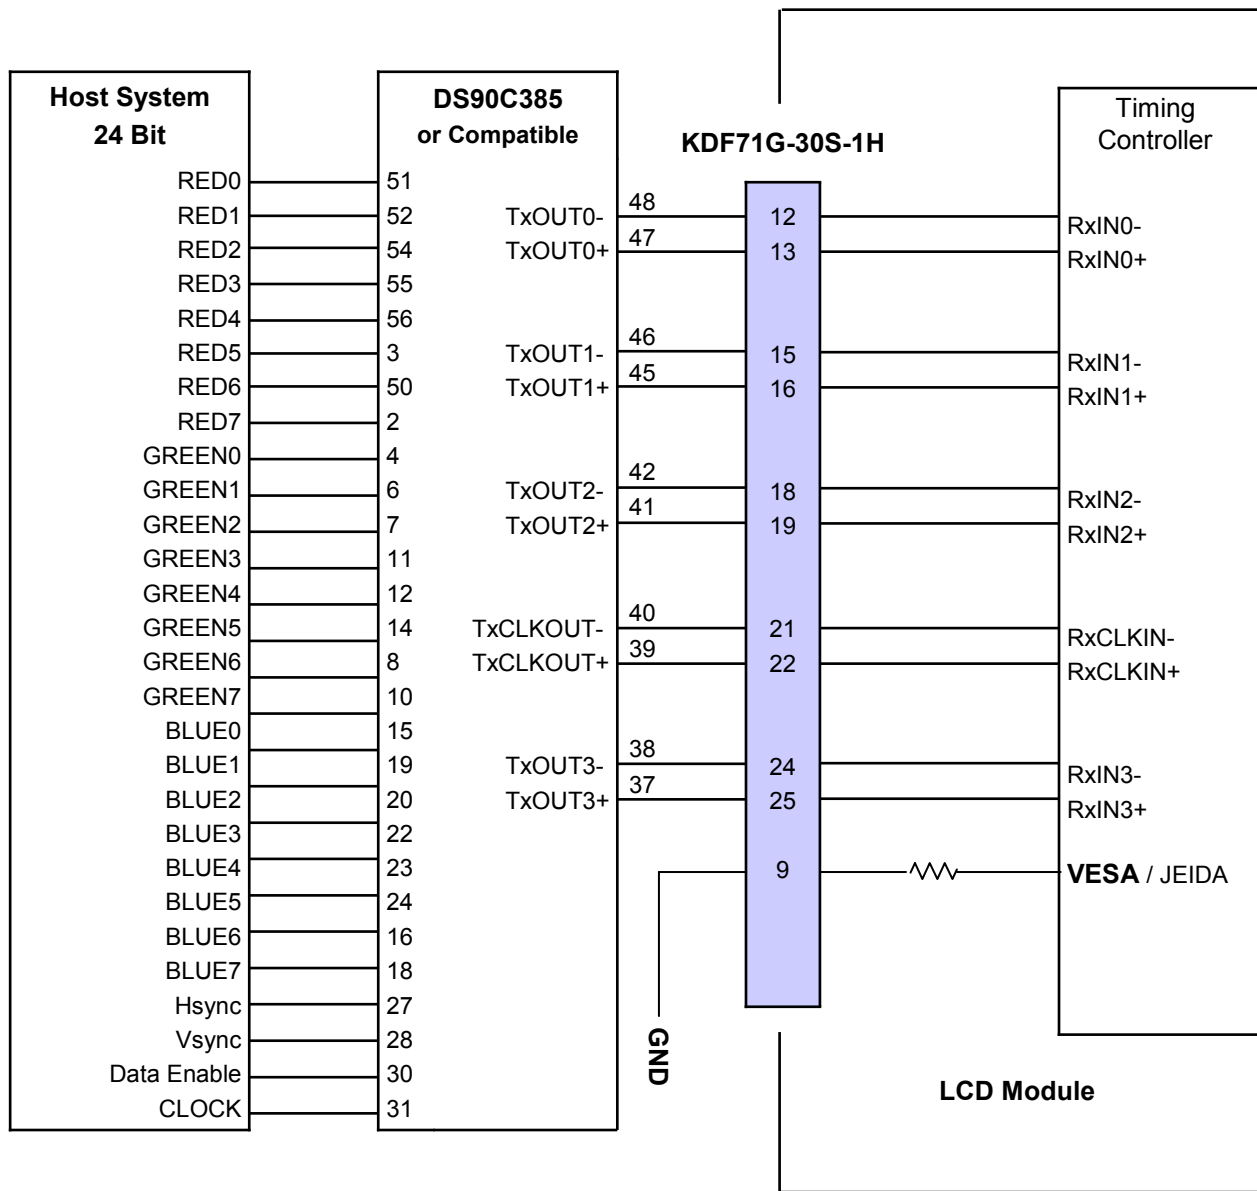 Host System
24 Bit
RED0
RED1
RED2
RED3
RED4
RED5
RED6
RED7
GREEN0
GREEN1
GREEN2
GREEN3
GREEN4
GREEN5
GREEN6
GREEN7
BLUE0
BLUE1
BLUE2
BLUE3
BLUE4
BLUE5
BLUE6
BLUE7
Hsync
Vsync
Data Enable
CLOCK
DS90C385
or Compatible
51
52
54
55
56
3
50
2
4
6
7
11
12
14
8
10
15
19
20
22
23
24
16
18
27
28
30
31
TxOUT0-
TxOUT0+
TxOUT1-
TxOUT1+
TxOUT2-
TxOUT2+
TxCLKOUT-
TxCLKOUT+
TxOUT3-
TxOUT3+
48
47
46
45
42
41
40
39
38
37
GND
KDF71G-30S-1H
12
13
15
16
18
19
21
22
24
25
9
Timing
Controller
RxIN0-
RxIN0+
RxIN1-
RxIN1+
RxIN2-
RxIN2+
RxCLKIN-
RxCLKIN+
RxIN3-
RxIN3+
VESA / JEIDA
LCD Module